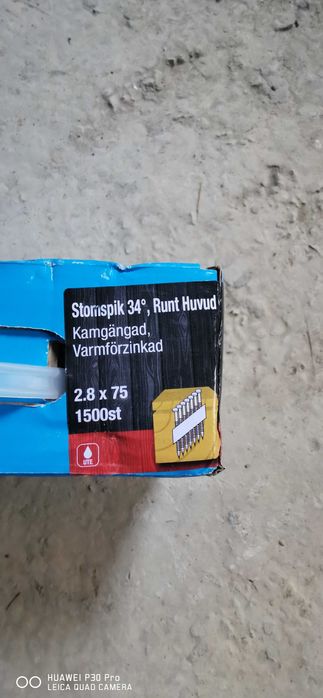 Stomspik 34°, Runt Huvud
Kamgängad,
Varmförzinkad
2.8 x 75
1500st
UTE
HUAWEI P30 Pro
LEICA QUAD CAMERA